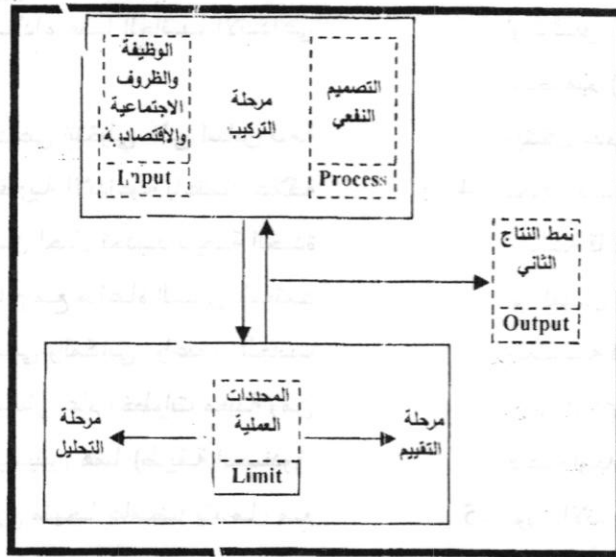 الوظيفة
والظروف
الاجتماعية
والاقتصادية
Input
مرحلة
التركيب
التصميم
النفعي
Process
نمط النتاج
الثاني
Output
مرحلة
التقييم
المحددات
العملية
Limit
مرحلة
التحليل